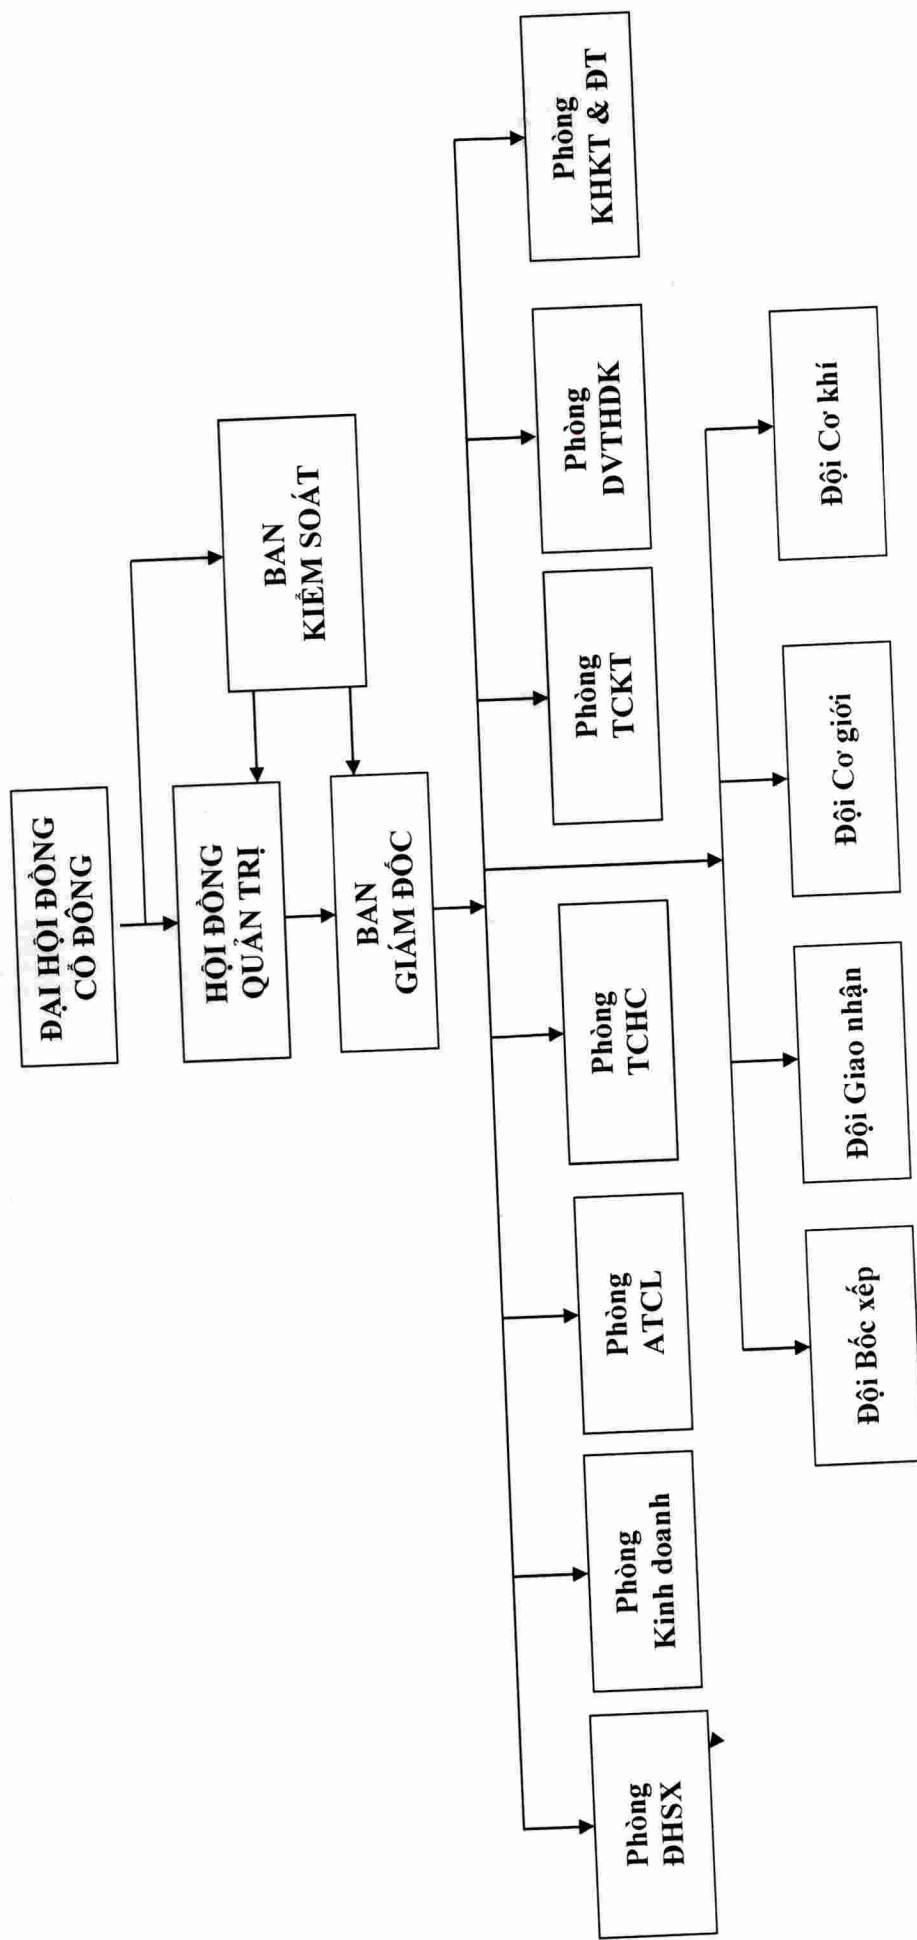 ĐẠI HỘI ĐỒNG
CỔ ĐÔNG
BAN
KIỂM SOÁT
HỘI ĐỒNG
QUẢN TRỊ
BAN
GIÁM ĐỐC
Phòng
ĐHSX
Phòng
Kinh doanh
Phòng
ATCL
Phòng
TCHC
Phòng
TCKT
Phòng
DVTHDK
Phòng
KHKT & ĐT
Đội Bốc xếp
Đội Giao nhận
Đội Cơ giới
Đội Cơ khí